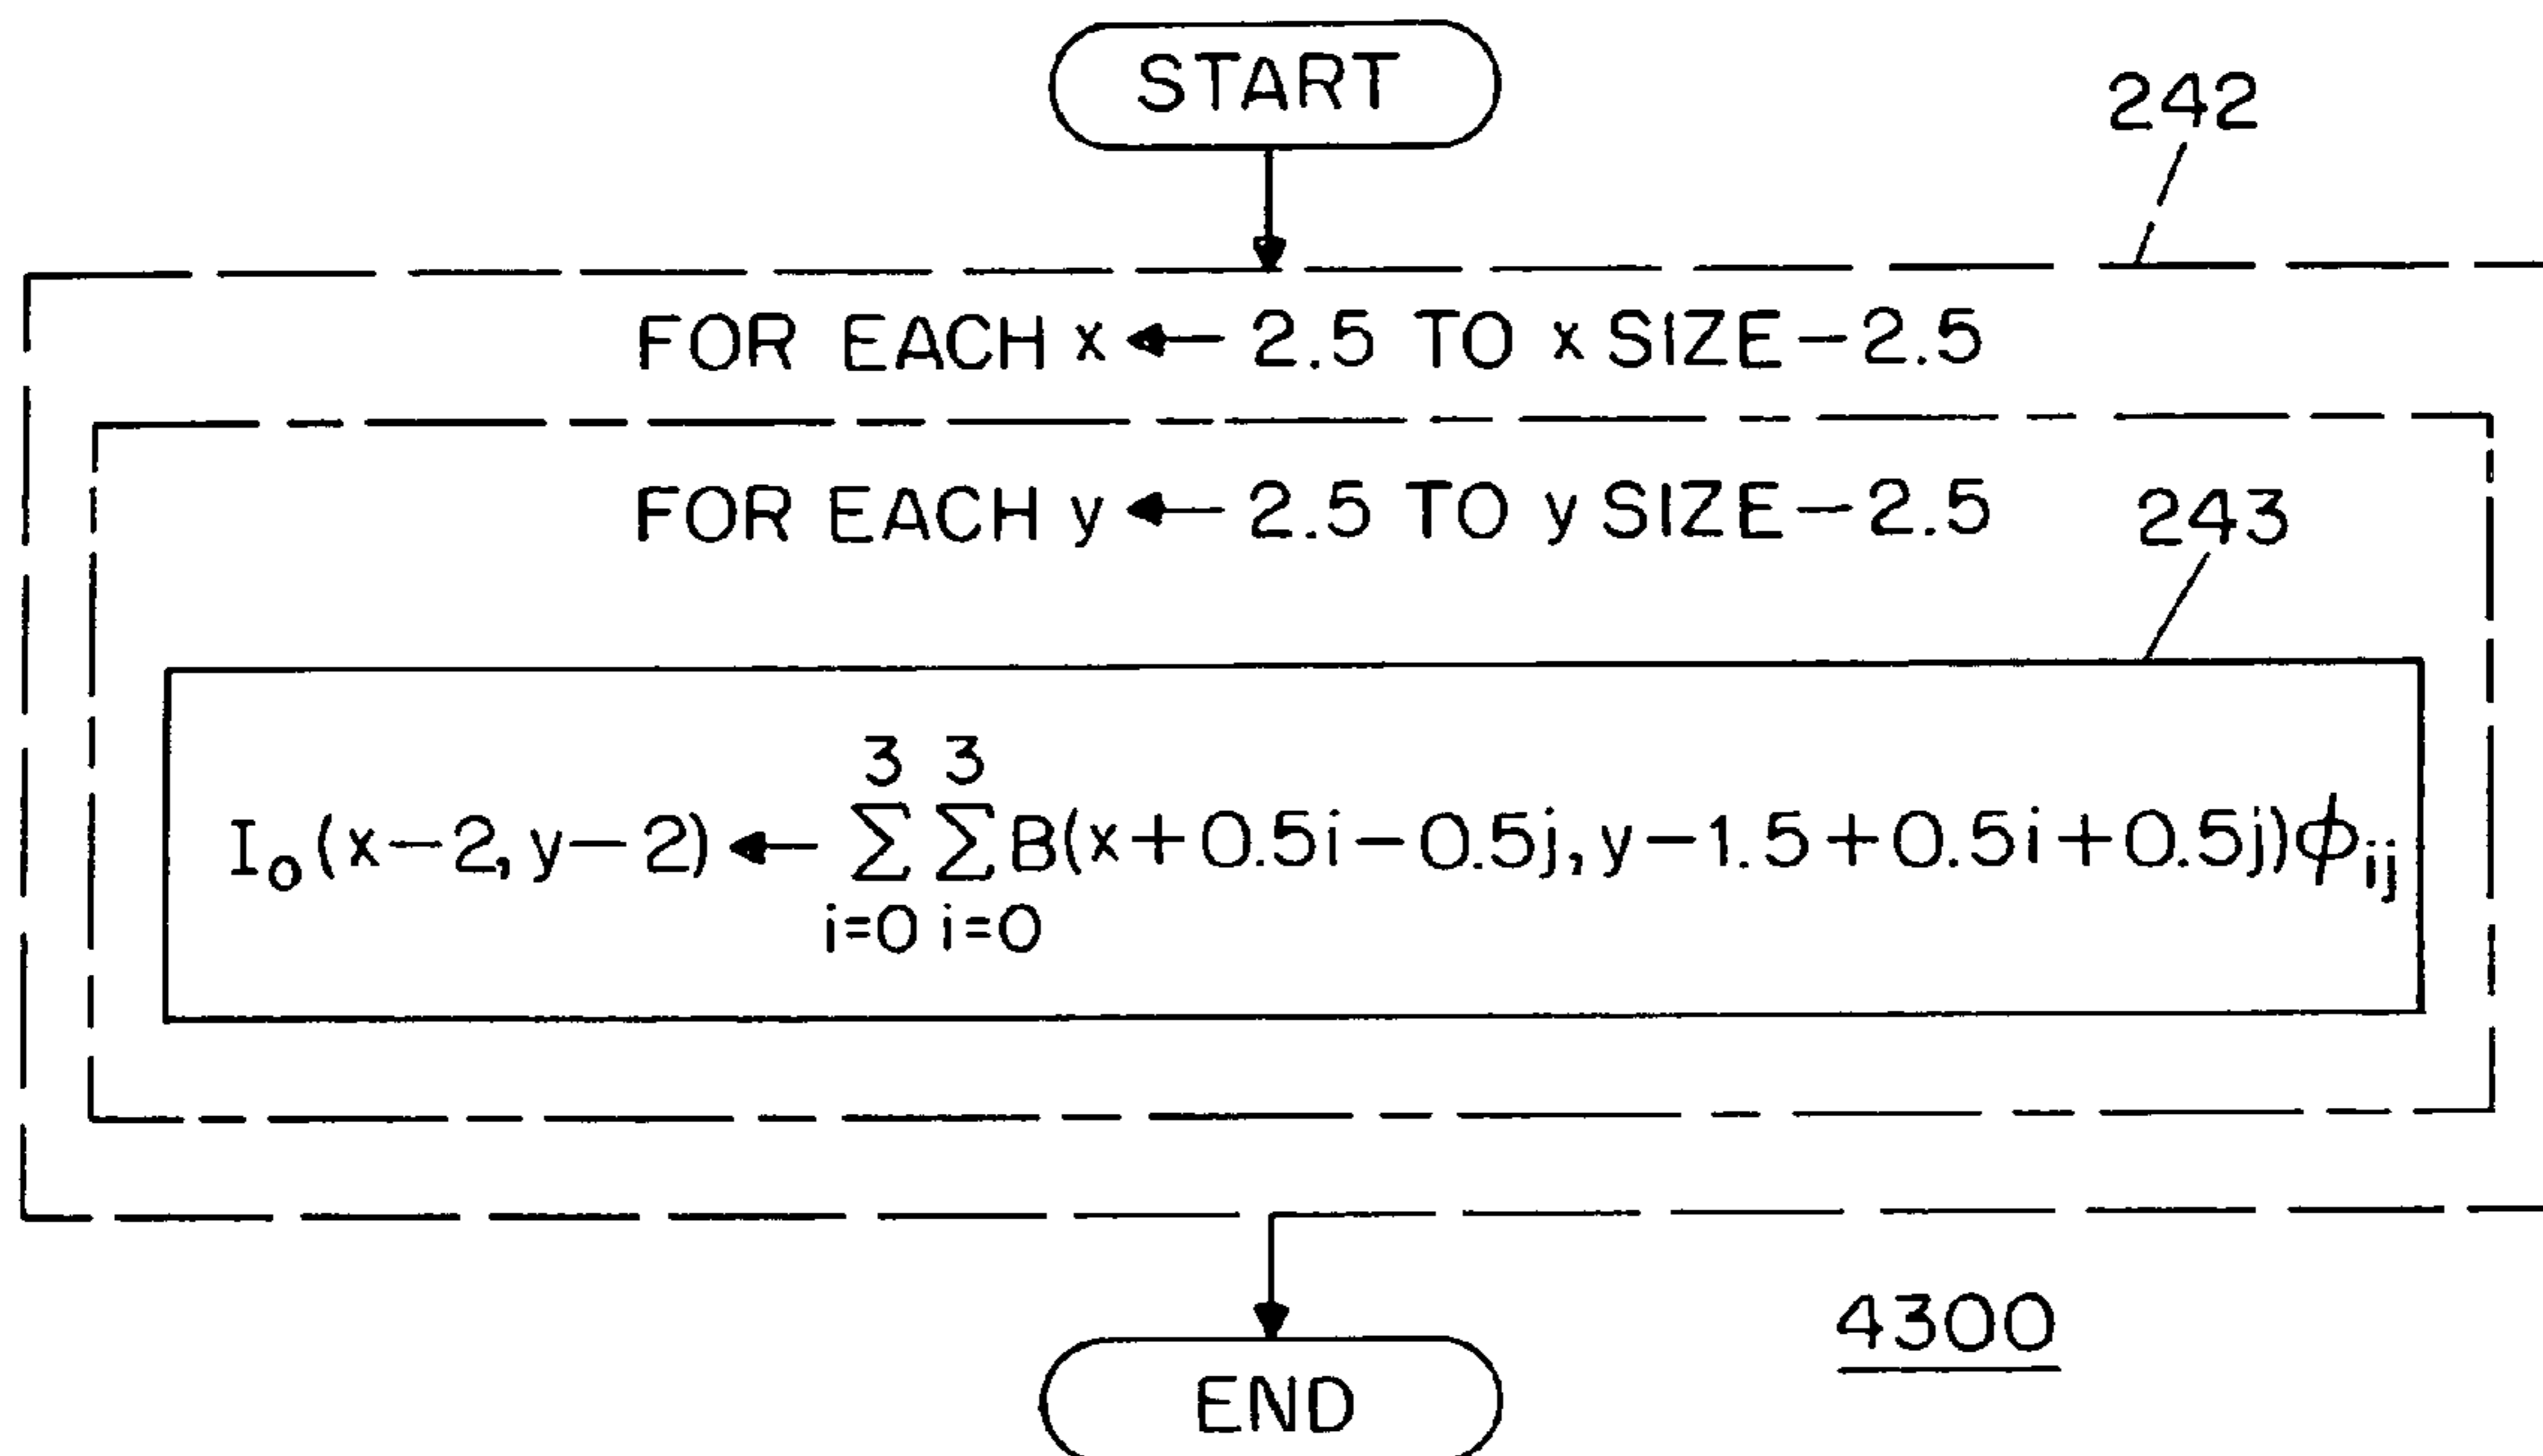 START
242
FOR EACH x ← 2.5 TO x SIZE−2.5
FOR EACH y ← 2.5 TO y SIZE−2.5
243
3 3
I₀(x−2, y−2) ← ∑ ∑ B(x+0.5i−0.5j, y−1.5+0.5i+0.5j)ϕᵢⱼ
i=0 i=0
4300
END